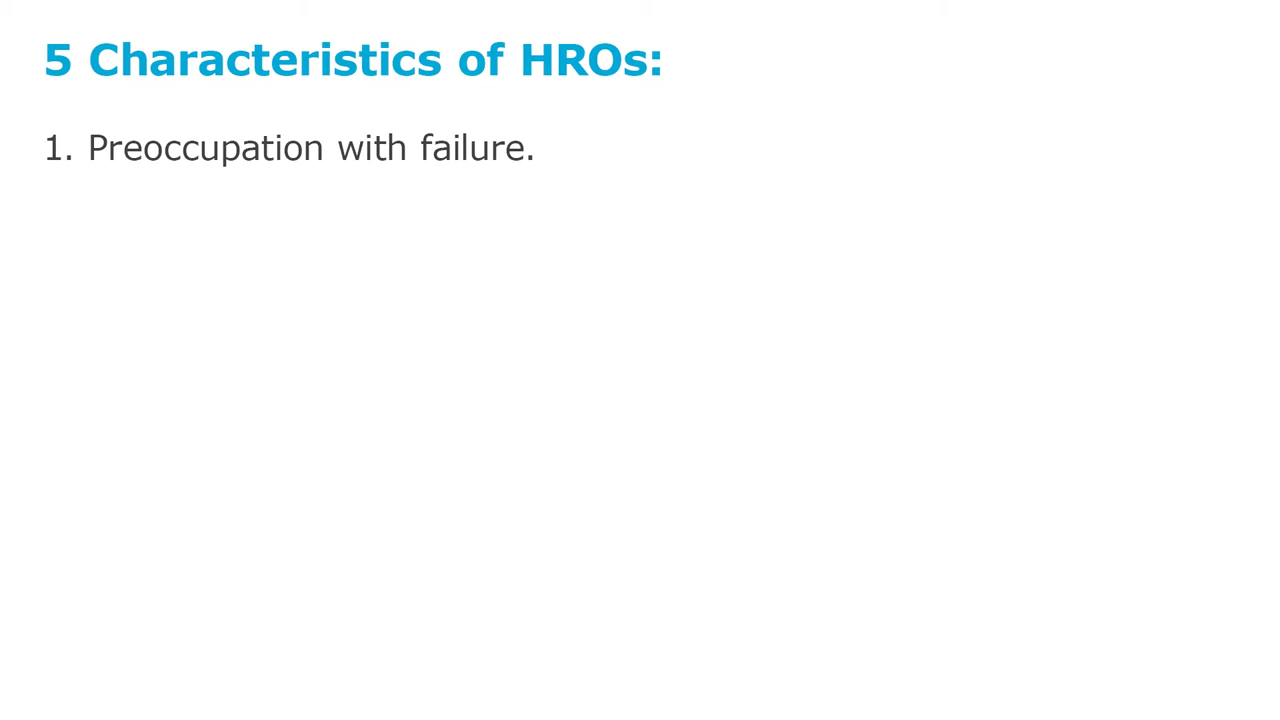 5 Characteristics of HROs:
1. Preoccupation with failure.